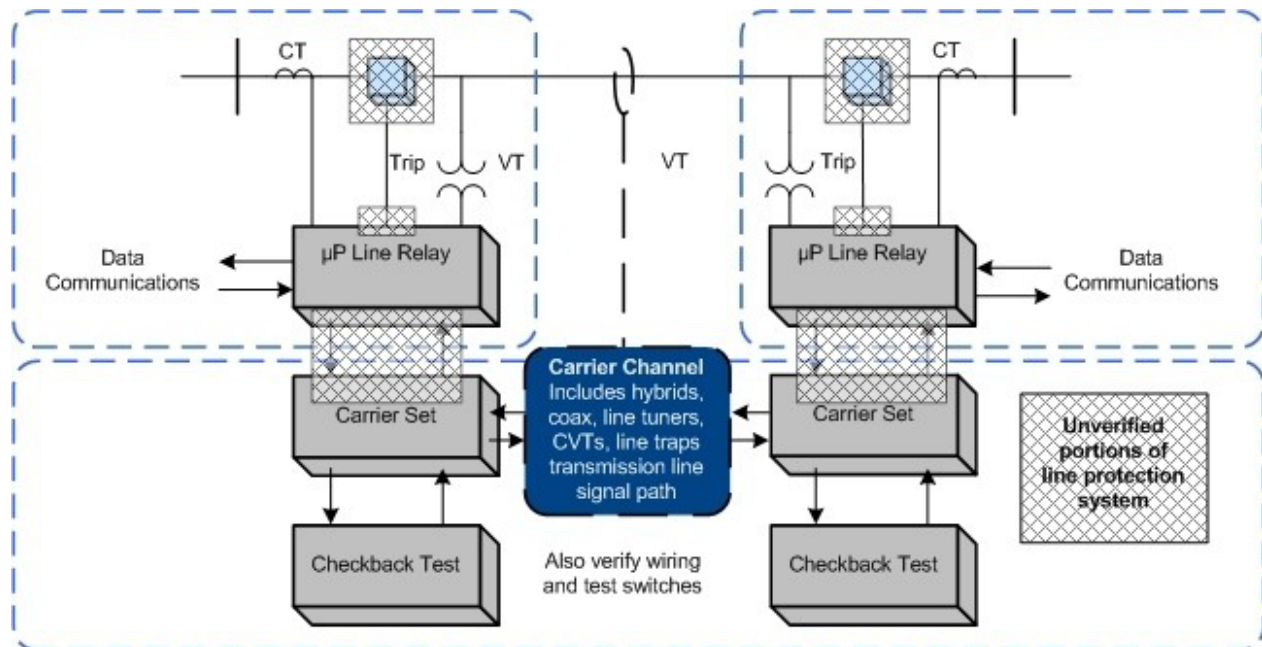 CT
CT
Trip
VT
VT
Trip
µP Line Relay
µP Line Relay
Data
Communications
Data
Communications
Carrier Channel
Includes hybrids,
coax, line tuners,
CVTs, line traps
transmission line
signal path
Carrier Set
Carrier Set
Unverified
portions of
line protection
system
Checkback Test
Also verify wiring
and test switches
Checkback Test